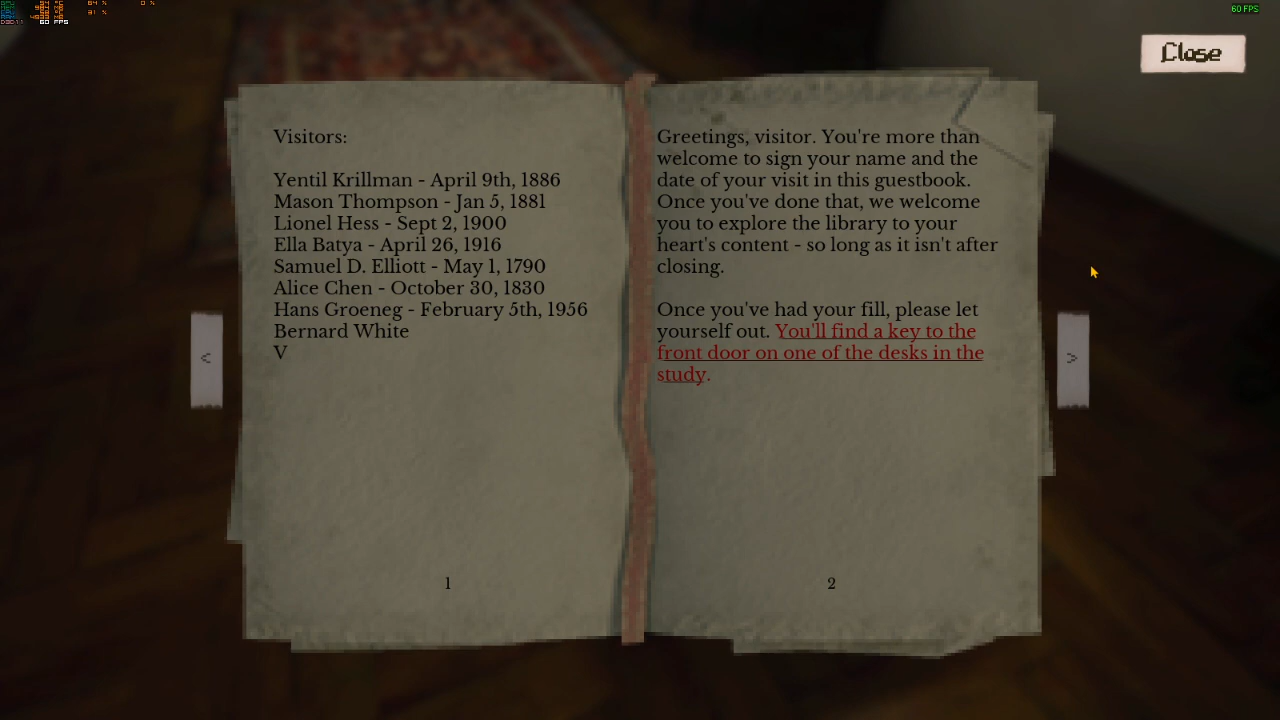 60 FPS
60 FPS
Close
Visitors:
Yentil Krillman - April 9th, 1886
Mason Thompson - Jan 5, 1881
Lionel Hess - Sept 2, 1900
Ella Batya - April 26, 1916
Samuel D. Elliott - May 1, 1790
Alice Chen - October 30, 1830
Hans Groeneg - February 5th, 1956
Bernard White
V
1
Greetings, visitor. You're more than
welcome to sign your name and the
date of your visit in this guestbook.
Once you've done that, we welcome
you to explore the library to your
heart's content - so long as it isn't after
closing.
Once you've had your fill, please let
yourself out. You'll find a key to the
front door on one of the desks in the
study.
2
<
>